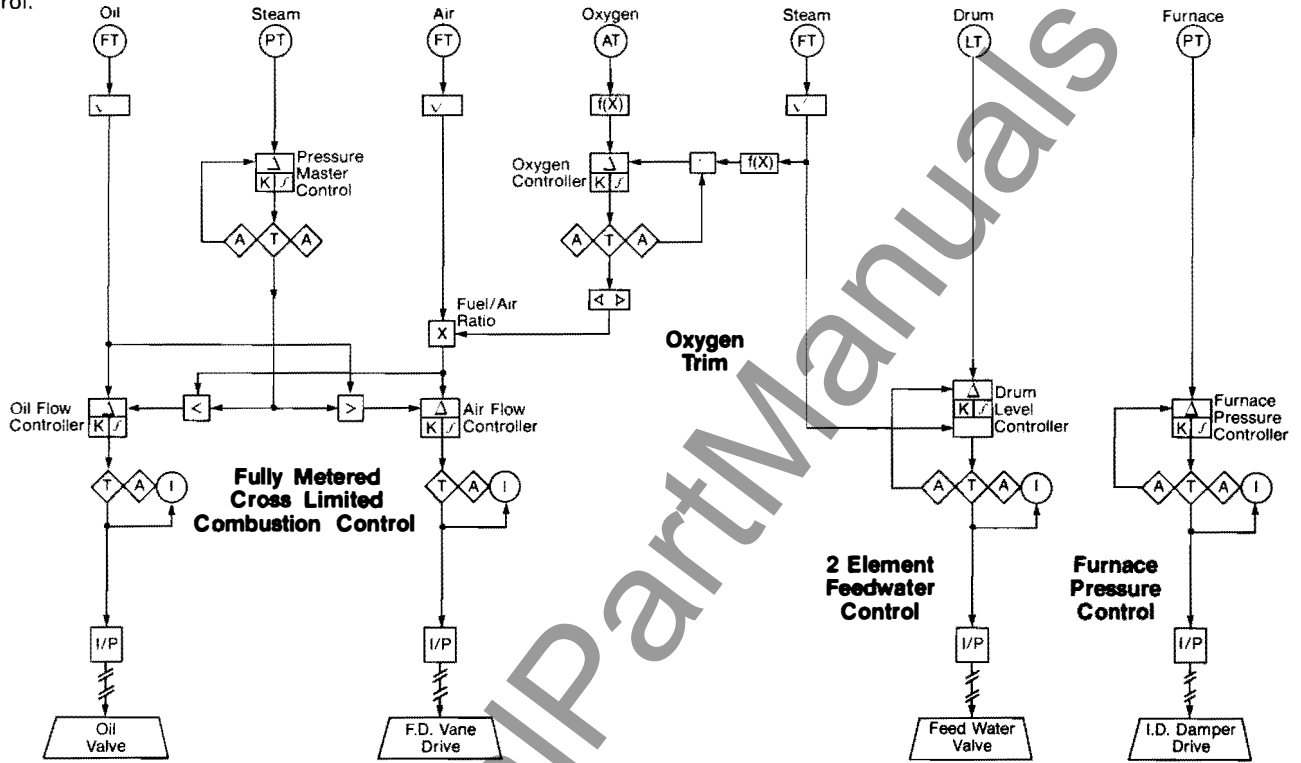 rol.
Oil
Steam
Air
Oxygen
Steam
Drum
Furnace
FT
PT
FT
AT
FT
LT
PT
√
√
f(X)
√
Pressure
Master
Control
K ∫
Oxygen
Controller
K ∫
f(X)
A T A
A T A
Fuel/Air
Ratio
X
Oxygen
Trim
Oil Flow
Controller
K ∫
<
>
Δ
K ∫
Air Flow
Controller
Δ
K ∫
Drum
Level
Controller
Δ
K ∫
Furnace
Pressure
Controller
T A I
Fully Metered
Cross Limited
Combustion Control
T A I
A T A I
A T A I
2 Element
Feedwater
Control
Furnace
Pressure
Control
I/P
I/P
I/P
I/P
Oil
Valve
F.D. Vane
Drive
Feed Water
Valve
I.D. Damper
Drive
lPartManuals